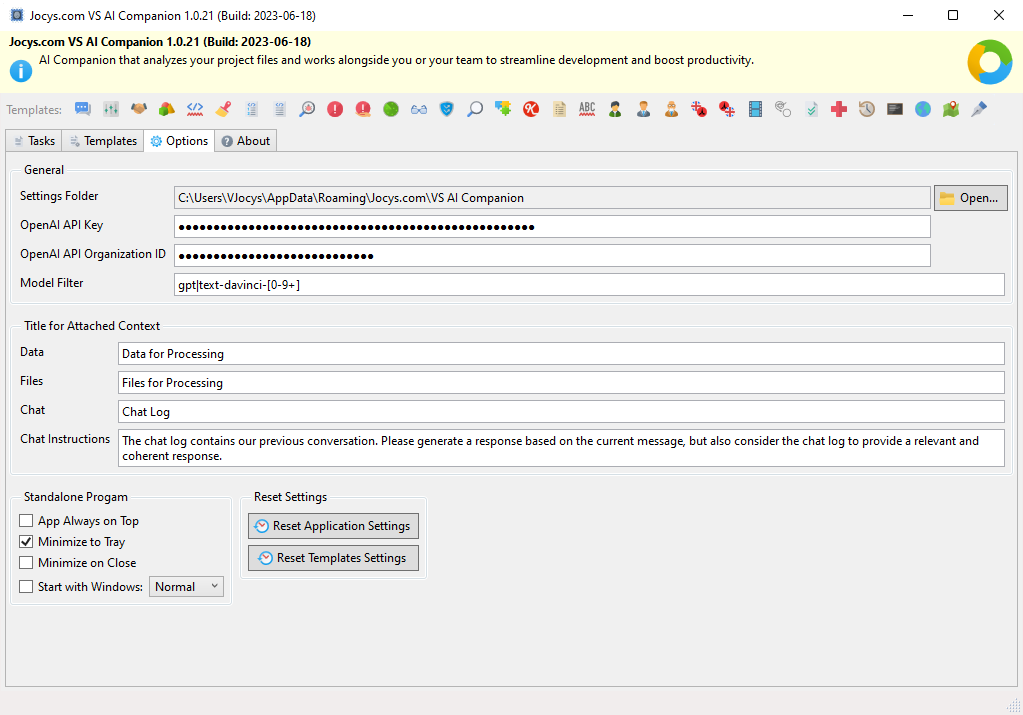 Jocys.com VS AI Companion 1.0.21 (Build: 2023-06-18)
Jocys.com VS AI Companion 1.0.21 (Build: 2023-06-18)
AI Companion that analyzes your project files and works alongside you or your team to streamline development and boost productivity.
Templates:
ABC
Tasks Templates Options About
General
Settings Folder C:\Users\VJocys\AppData\Roaming\Jocys.com\VS AI Companion Open...
OpenAI API Key ●●●●●●●●●●●●●●●●●●●●●●●●●●●●●●●●●●●●●●●●●●●●●●●●●●●
OpenAI API Organization ID ●●●●●●●●●●●●●●●●●●●●●●●●●●●●
Model Filter gpt|text-davinci-[0-9+]
Title for Attached Context
Data Data for Processing
Files Files for Processing
Chat Chat Log
Chat Instructions The chat log contains our previous conversation. Please generate a response based on the current message, but also consider the chat log to provide a relevant and
coherent response.
Standalone Progam Reset Settings
App Always on Top Reset Application Settings
Minimize to Tray
Minimize on Close Reset Templates Settings
Start with Windows: Normal